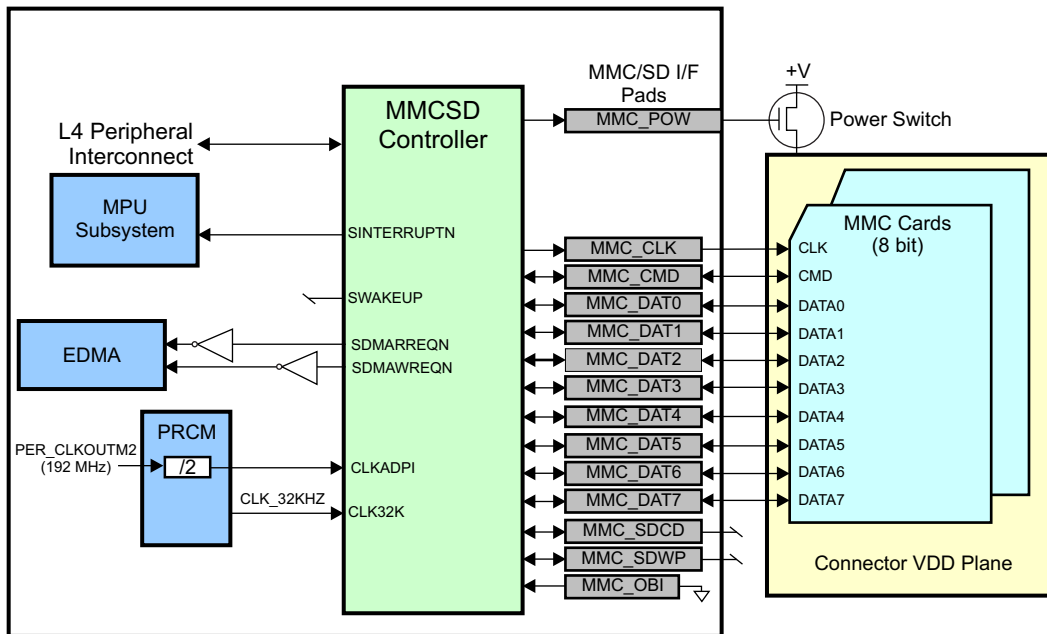 MMC/SD I/F
Pads
+V
MMCSD
Controller
MMC_POW
Power Switch
L4 Peripheral
Interconnect
MPU
Subsystem
SINTERRUPTN
MMC Cards
(8 bit)
MMC_CLK
CLK
MMC_CMD
CMD
SWAKEUP
MMC_DAT0
DATA0
MMC_DAT1
DATA1
EDMA
SDMARREQN
SDMAWREQN
MMC_DAT2
DATA2
MMC_DAT3
DATA3
MMC_DAT4
DATA4
PRCM
PER_CLKOUTM2
(192 MHz)
/2
CLKADPI
MMC_DAT5
DATA5
MMC_DAT6
DATA6
CLK_32KHZ
CLK32K
MMC_DAT7
DATA7
MMC_SDCD
MMC_SDWP
Connector VDD Plane
MMC_OBI